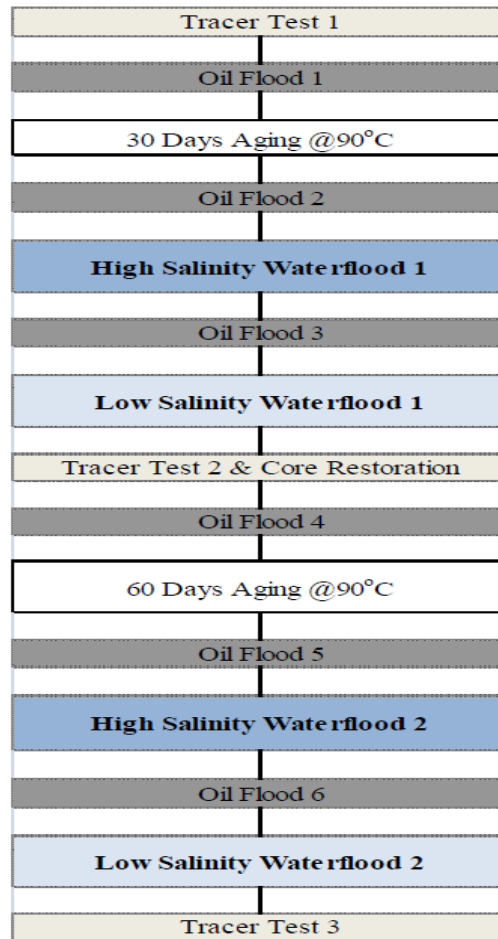 Tracer Test 1
Oil Flood 1
30 Days Aging @90°C
Oil Flood 2
High Salinity Waterflood 1
Oil Flood 3
Low Salinity Waterflood 1
Tracer Test 2 & Core Restoration
Oil Flood 4
60 Days Aging @90°C
Oil Flood 5
High Salinity Waterflood 2
Oil Flood 6
Low Salinity Waterflood 2
Tracer Test 3